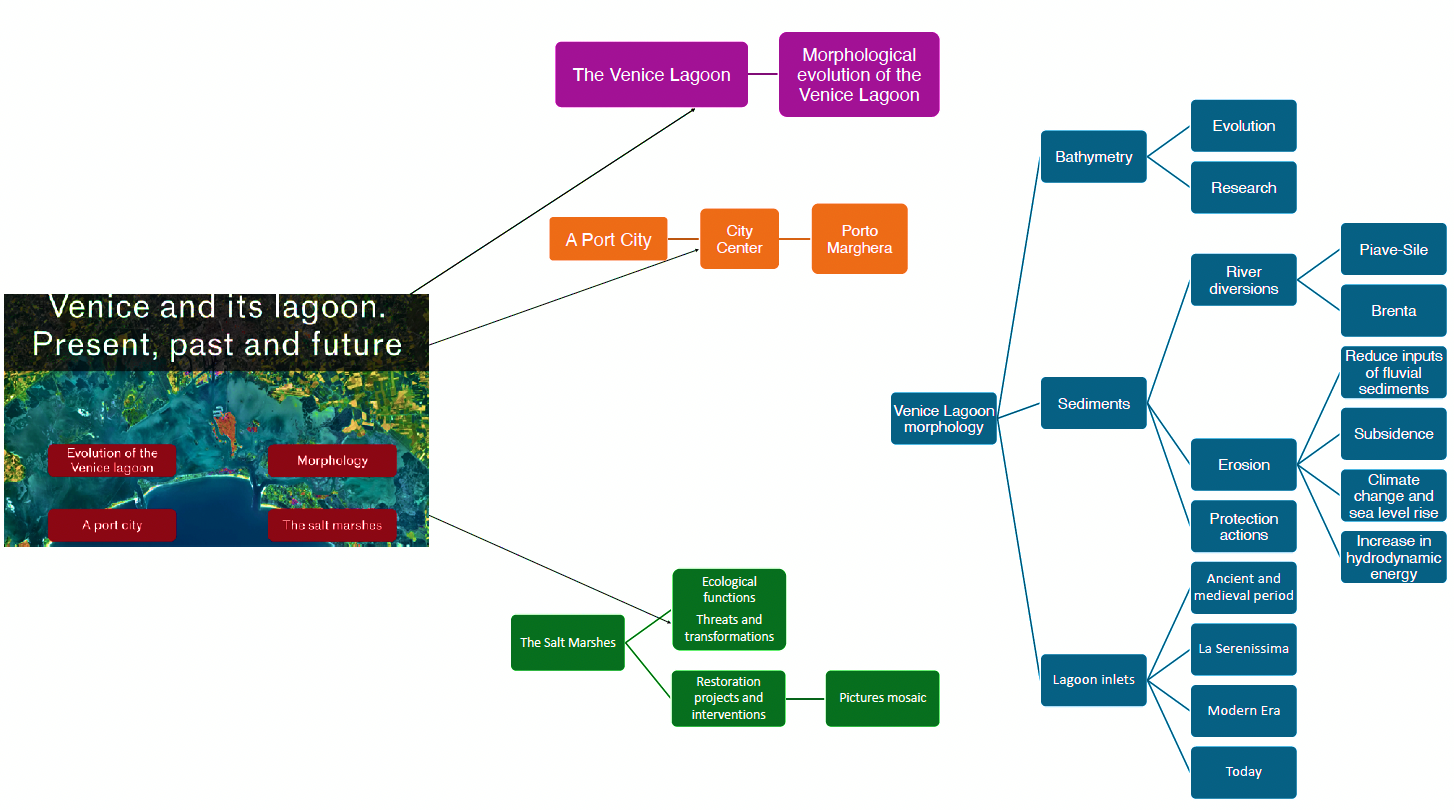 The Venice Lagoon
Morphological
evolution of the
Venice Lagoon
A Port City
City
Center
Porto
Marghera
Venice and its lagoon.
Present, past and future
Evolution of the
Venice lagoon
Morphology
A port city
The salt marshes
The Salt Marshes
Ecological
functions
Threats and
transformations
Restoration
projects and
interventions
Pictures mosaic
Venice Lagoon
morphology
Bathymetry
Evolution
Research
Sediments
River
diversions
Piave-Sile
Brenta
Erosion
Reduce inputs
of fluvial
sediments
Subsidence
Climate
change and
sea level rise
Increase in
hydrodynamic
energy
Protection
actions
Lagoon inlets
Ancient and
medieval period
La Serenissima
Modern Era
Today